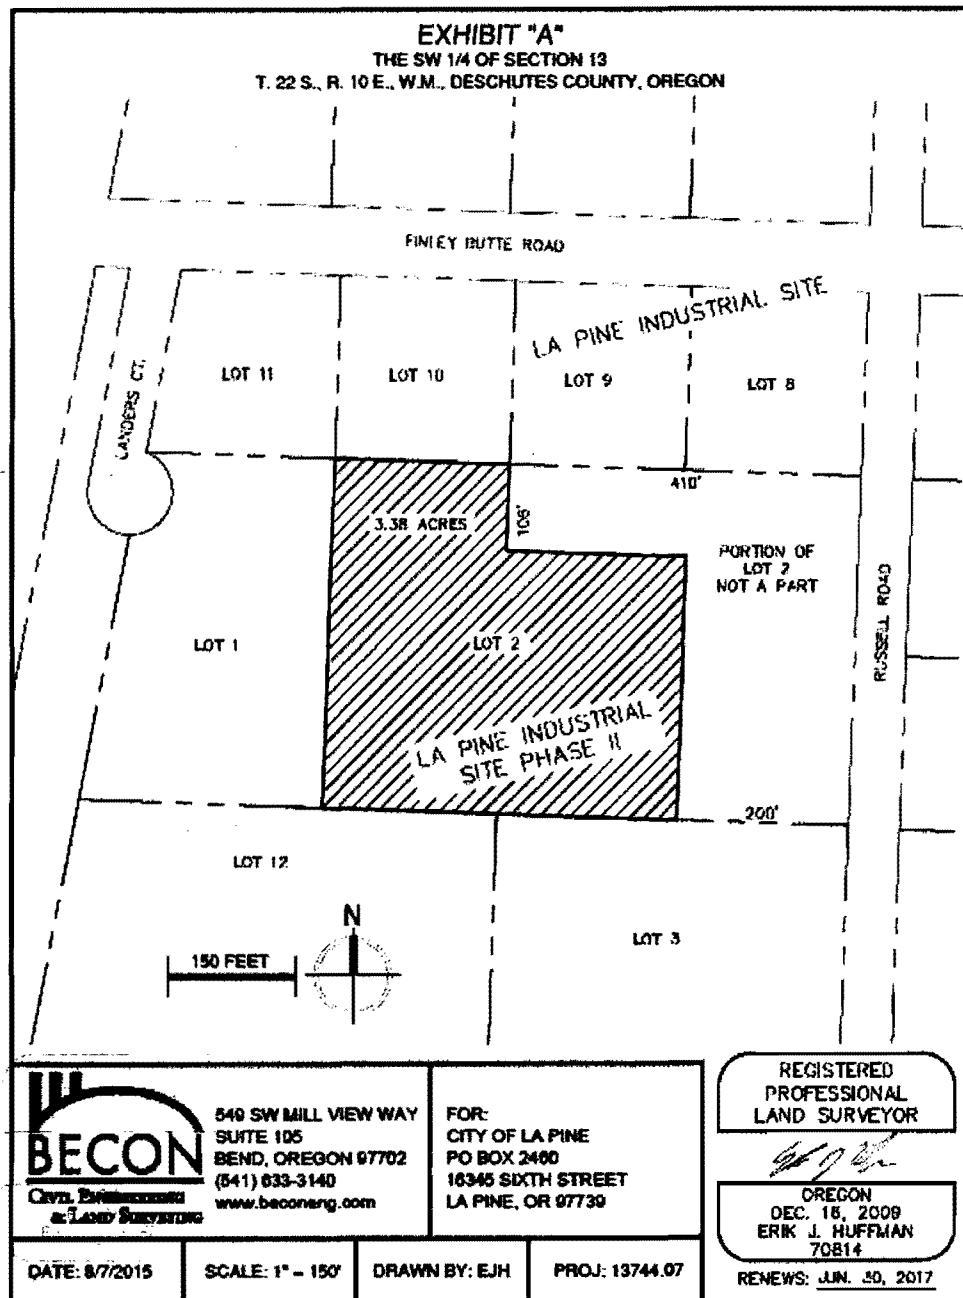 EXHIBIT "A"
THE SW 1/4 OF SECTION 13
T. 22 S., R. 10 E., W.M., DESCHUTES COUNTY, OREGON
FINLEY BUTTE ROAD
LA PINE INDUSTRIAL SITE
LANDERS CT.
LOT 11
LOT 10
LOT 9
LOT 8
410'
3.38 ACRES
106'
PORTION OF
LOT 2
NOT A PART
RUSSELL ROAD
LOT 1
LOT 2
LA PINE INDUSTRIAL
SITE PHASE II
200'
LOT 12
LOT 3
N
150 FEET
BECON
CIVIL ENGINEERING
& LAND SURVEYING
549 SW MILL VIEW WAY
SUITE 105
BEND, OREGON 97702
(541) 633-3140
www.beconeng.com
FOR:
CITY OF LA PINE
PO BOX 2460
16345 SIXTH STREET
LA PINE, OR 97739
REGISTERED
PROFESSIONAL
LAND SURVEYOR
OREGON
DEC. 16, 2009
ERIK J. HUFFMAN
70814
RENEWS: JUN. 30, 2017
DATE: 8/7/2015
SCALE: 1" = 150'
DRAWN BY: EJH
PROJ: 13744.07